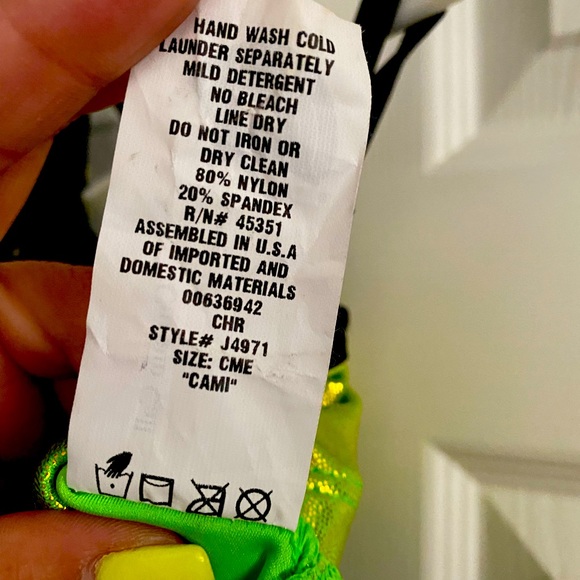 HAND WASH COLD
LAUNDER SEPARATELY
MILD DETERGENT
NO BLEACH
LINE DRY
DO NOT IRON OR
DRY CLEAN
80% NYLON
20% SPANDEX
R/N# 45351
ASSEMBLED IN U.S.A
OF IMPORTED AND
DOMESTIC MATERIALS
00636942
CHR
STYLE# J4971
SIZE: CME
"CAMI"